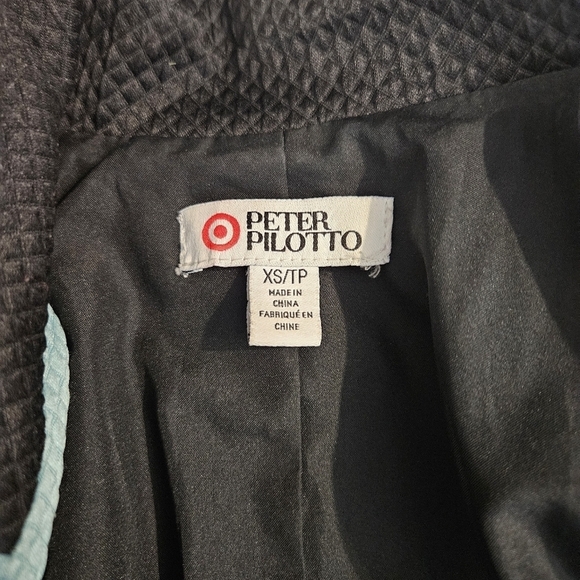 PETER
PILOTTO
XS/TP
MADE IN
CHINA
FABRIQUÉ EN
CHINE